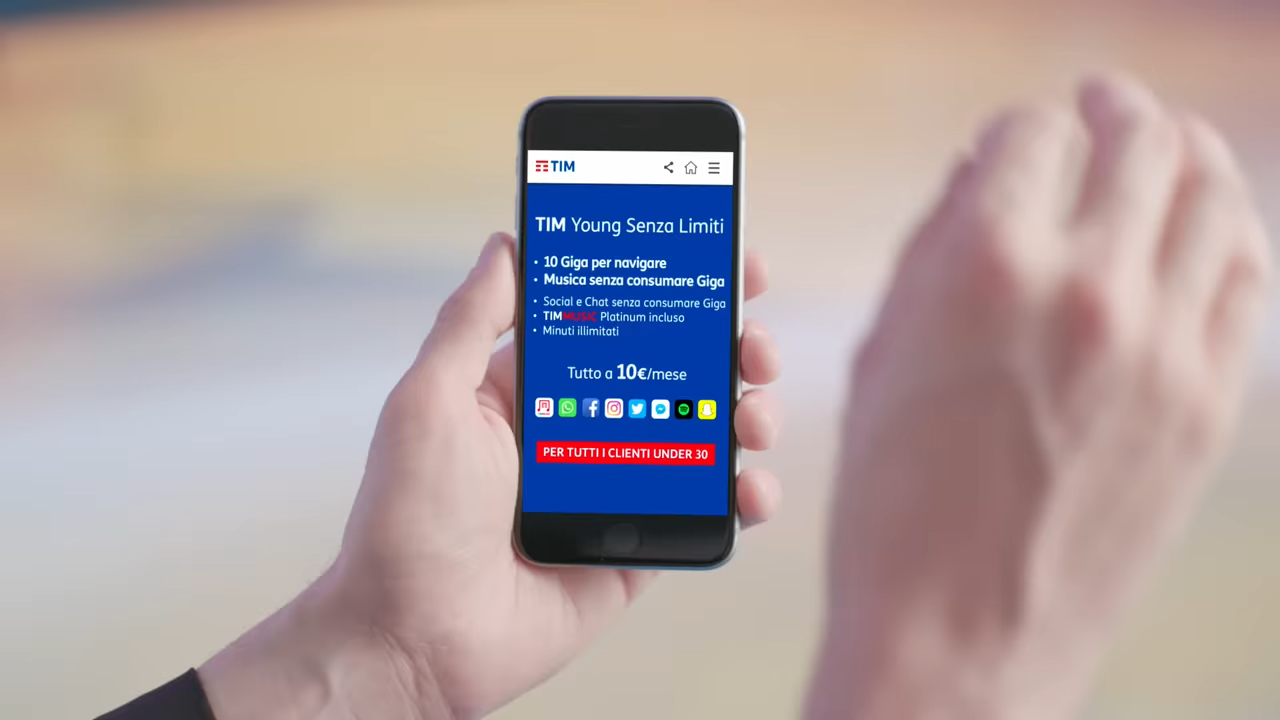 TIM
TIM Young Senza Limiti
• 10 Giga per navigare
• Musica senza consumare Giga
• Social e Chat senza consumare Giga
• TIMMUSIC Platinum incluso
• Minuti illimitati
Tutto a 10€/mese
PER TUTTI I CLIENTI UNDER 30